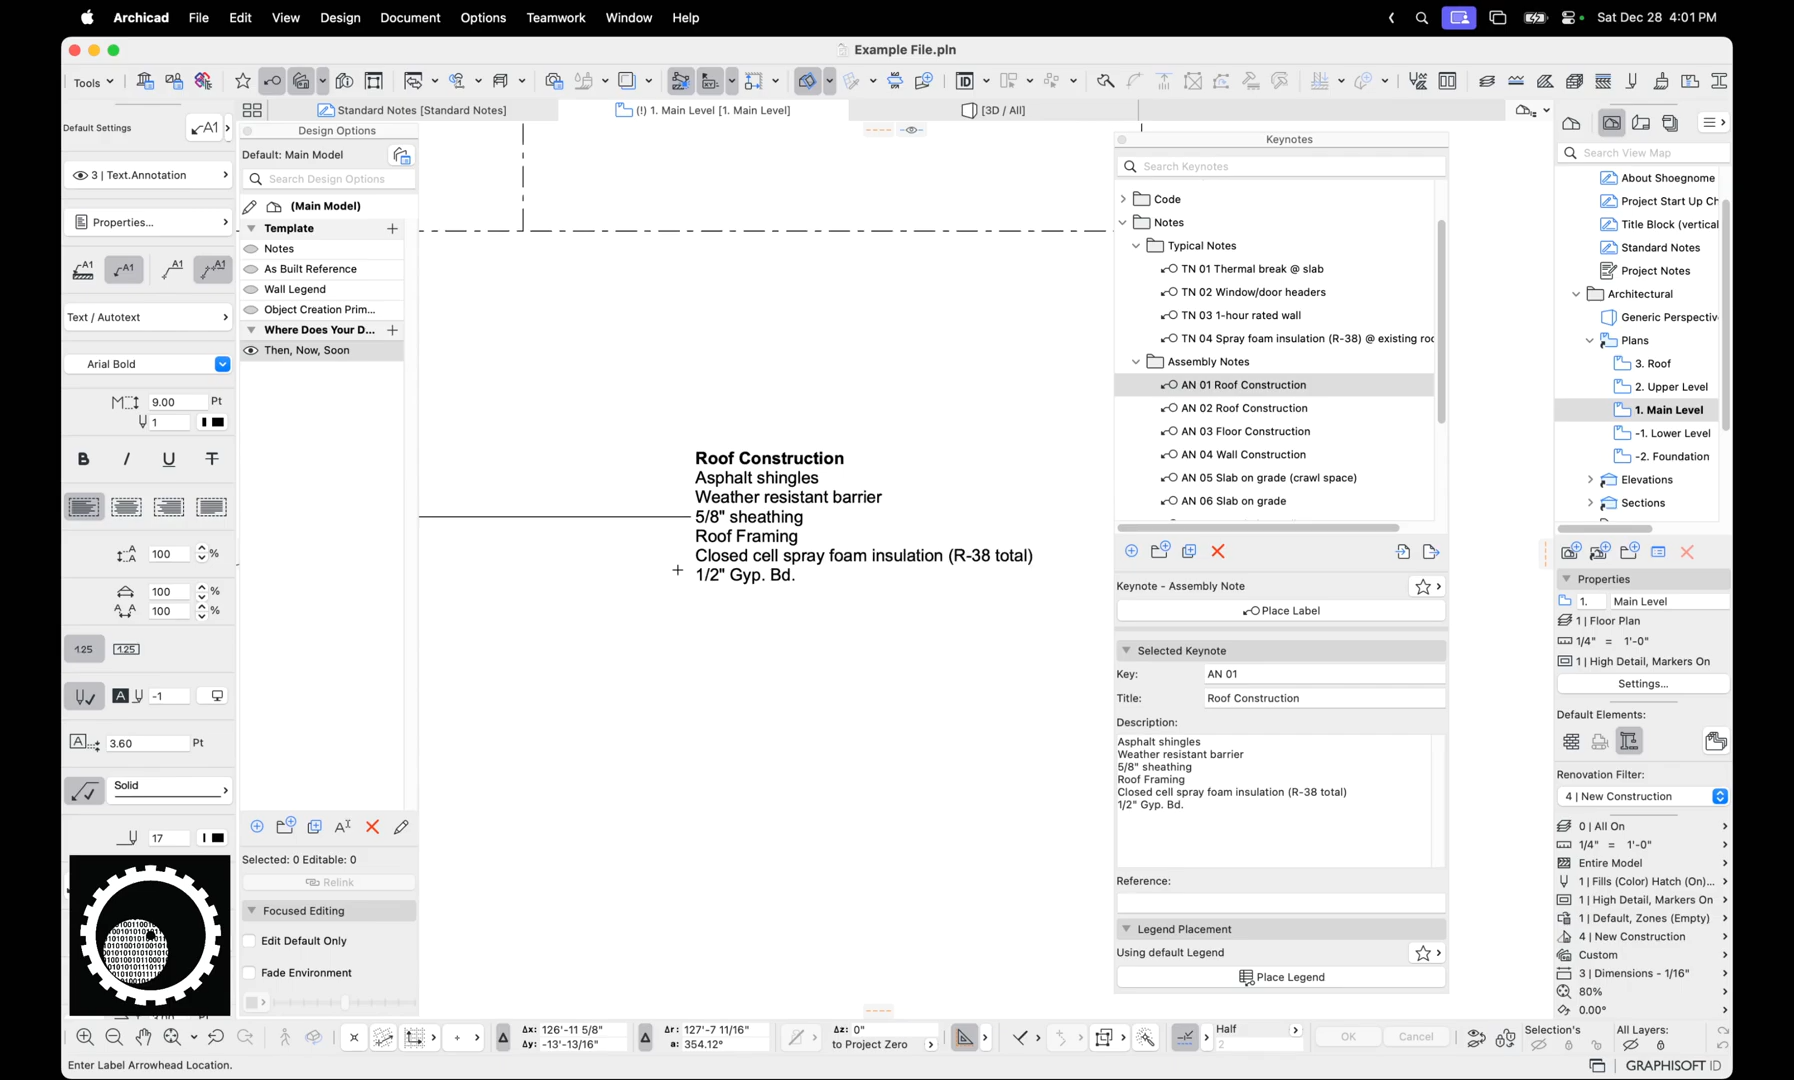 Archicad File Edit View Design Document Options Teamwork Window Help Sat Dec 28 4:01 PM
Example File.pln
Tools
Standard Notes [Standard Notes]
(!) 1. Main Level [1. Main Level]
[3D / All]
Default Settings
A1
3 | Text.Annotation
Properties...
A1 A1 A1 A1
Text / Autotext
Arial Bold
9.00 Pt
1
B I U T
100 %
100 %
100 %
1.25 1.25
A -1
A 3.60 Pt
Solid
17
Design Options
Default: Main Model
Search Design Options
(Main Model)
Template
Notes
As Built Reference
Wall Legend
Object Creation Prim...
Where Does Your D...
Then, Now, Soon
Selected: 0 Editable: 0
Relink
Focused Editing
Edit Default Only
Fade Environment
Roof Construction
Asphalt shingles
Weather resistant barrier
5/8" sheathing
Roof Framing
Closed cell spray foam insulation (R-38 total)
1/2" Gyp. Bd.
Keynotes
Search Keynotes
Code
Notes
Typical Notes
TN 01 Thermal break @ slab
TN 02 Window/door headers
TN 03 1-hour rated wall
TN 04 Spray foam insulation (R-38) @ existing roo
Assembly Notes
AN 01 Roof Construction
AN 02 Roof Construction
AN 03 Floor Construction
AN 04 Wall Construction
AN 05 Slab on grade (crawl space)
AN 06 Slab on grade
Keynote - Assembly Note
Place Label
Selected Keynote
Key: AN 01
Title: Roof Construction
Description:
Asphalt shingles
Weather resistant barrier
5/8" sheathing
Roof Framing
Closed cell spray foam insulation (R-38 total)
1/2" Gyp. Bd.
Reference:
Legend Placement
Using default Legend
Place Legend
Search View Map
About Shoegnome
Project Start Up Ch
Title Block (vertical
Standard Notes
Project Notes
Architectural
Generic Perspectiv
Plans
3. Roof
2. Upper Level
1. Main Level
-1. Lower Level
-2. Foundation
Elevations
Sections
Properties
1. Main Level
1 | Floor Plan
1/4" = 1'-0"
1 | High Detail, Markers On
Settings...
Default Elements:
Renovation Filter:
4 | New Construction
0 | All On
1/4" = 1'-0"
Entire Model
1 | Fills (Color) Hatch (On)...
1 | High Detail, Markers On
1 | Default, Zones (Empty)
4 | New Construction
Custom
3 | Dimensions - 1/16"
80%
0.00°
Δx: 126'-11 5/8"
Δy: -13'-13/16"
Δr: 127'-7 11/16"
a: 354.12°
Δz: 0"
to Project Zero
Half
2
OK
Cancel
Selection's
All Layers:
Enter Label Arrowhead Location.
GRAPHISOFT ID